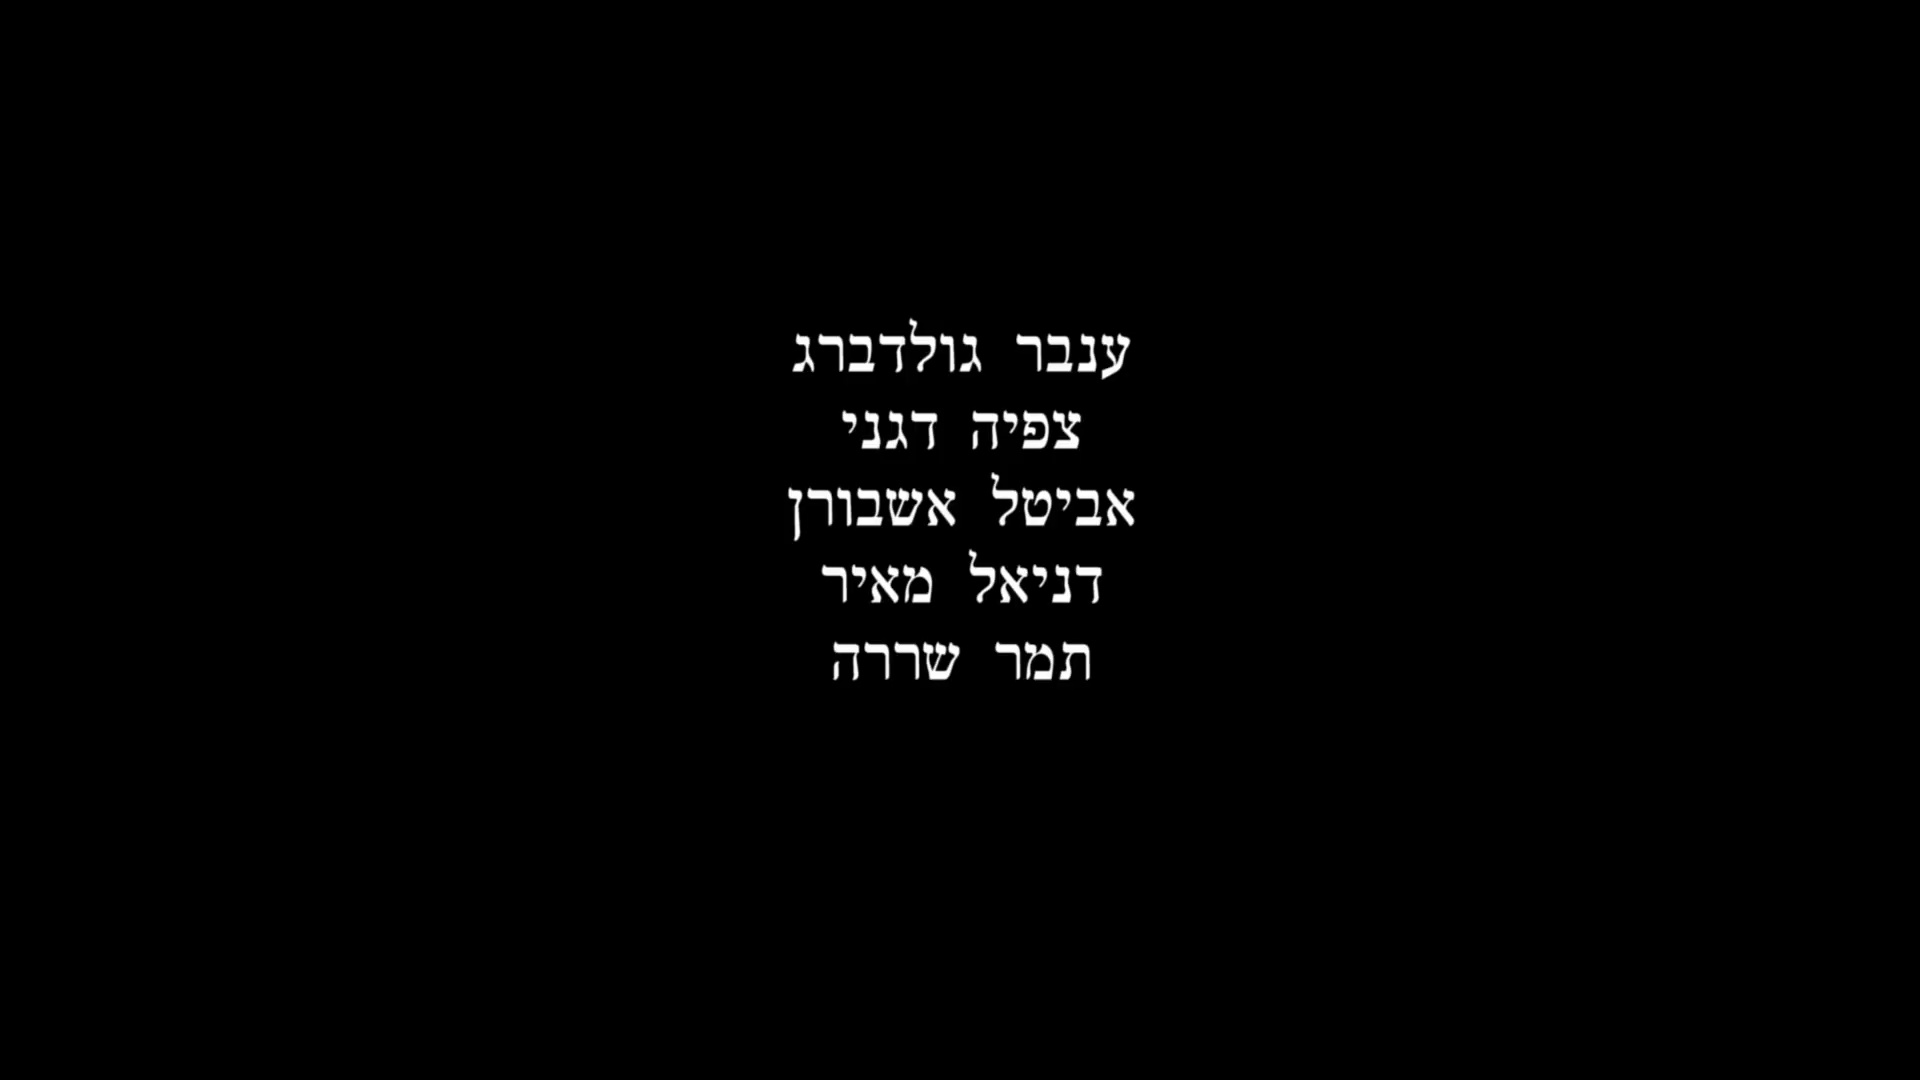 ענבר גולדברג
צפיה דגני
אביטל אשבורן
דניאל מאיר
תמר שררה